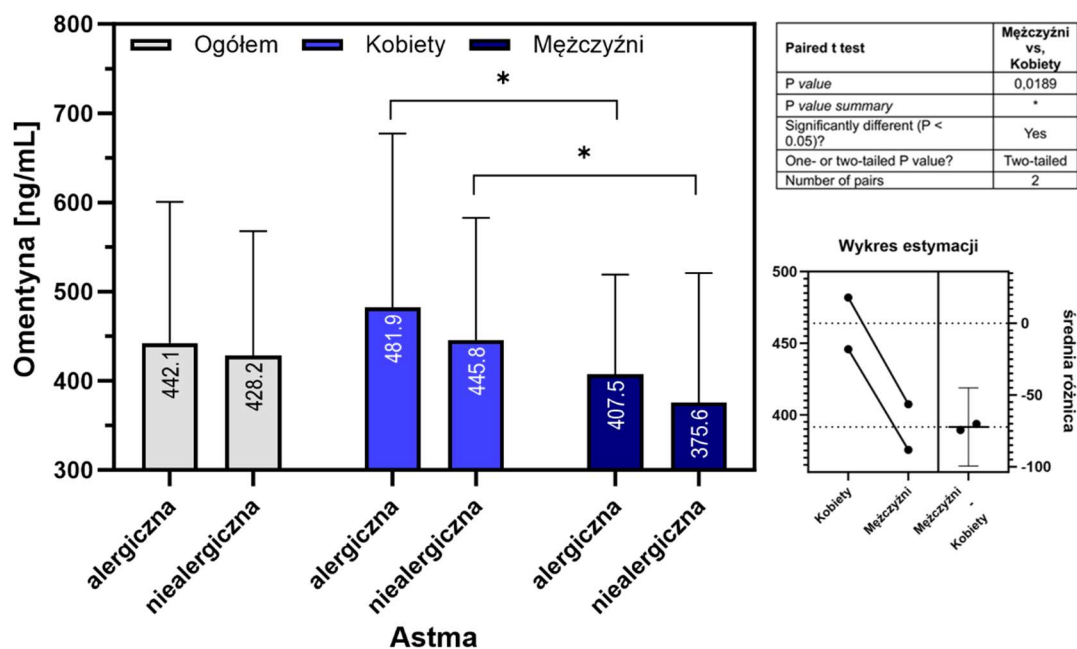 800
700
600
500
400
300
Omentyna [ng/mL]
Ogółem Kobiety Mężczyźni
*
*
442.1
428.2
481.9
445.8
407.5
375.6
alergiczna
niealergiczna
alergiczna
niealergiczna
alergiczna
niealergiczna
Astma
Paired t test Mężczyźni
vs,
Kobiety
P value 0,0189
P value summary *
Significantly different (P <
0.05)? Yes
One- or two-tailed P value? Two-tailed
Number of pairs 2
Wykres estymacji
500
450
400
0
-50
-100
średnia różnica
Kobiety
Mężczyźni
Mężczyźni
-
Kobiety